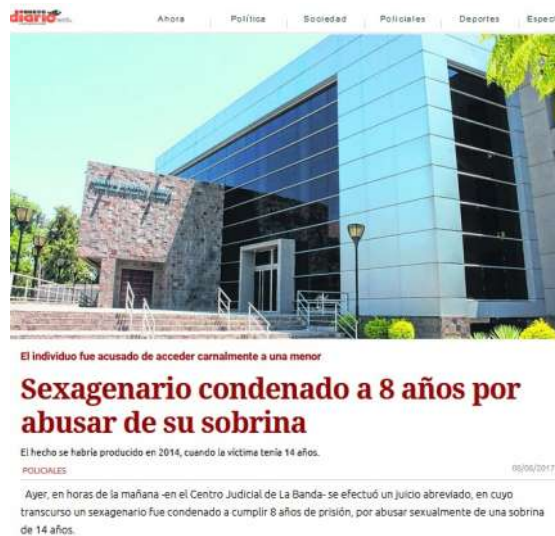 diario
Ahora Política Sociedad Policiales Deportes Espec
El individuo fue acusado de acceder carnalmente a una menor
Sexagenario condenado a 8 años por
abusar de su sobrina
El hecho se habría producido en 2014, cuando la víctima tenía 14 años.
POLICIALES
Ayer, en horas de la mañana -en el Centro Judicial de La Banda- se efectuó un juicio abreviado, en cuyo
transcurso un sexagenario fue condenado a cumplir 8 años de prisión, por abusar sexualmente de una sobrina
de 14 años.